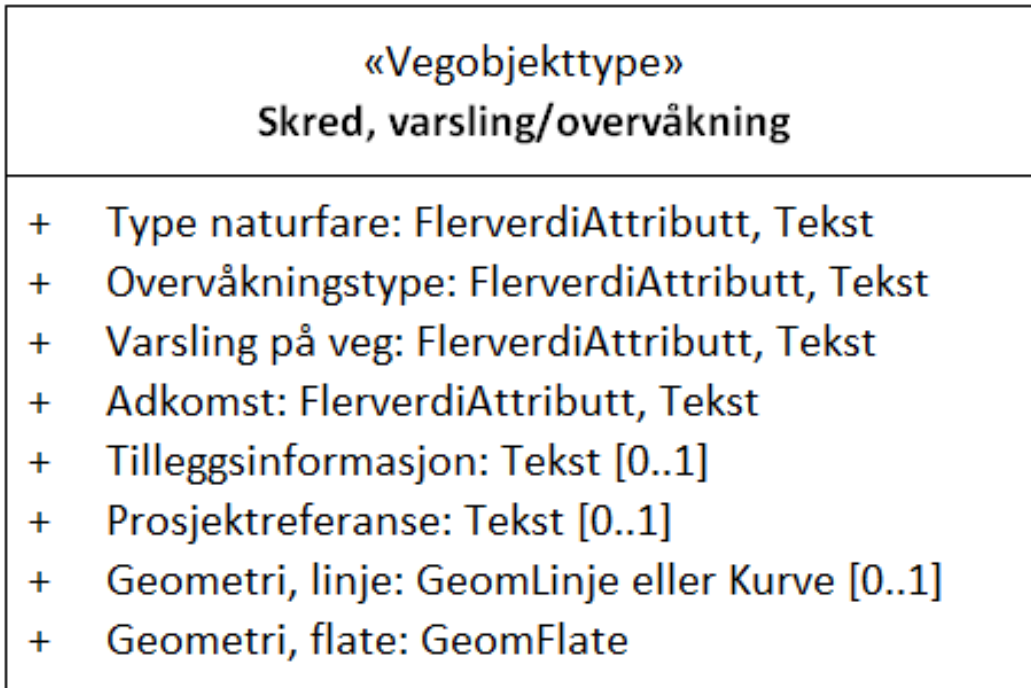 «Vegobjekttype»
Skred, varsling/overvåkning
+ Type naturfare: FlerverdiAttributt, Tekst
+ Overvåkningstype: FlerverdiAttributt, Tekst
+ Varsling på veg: FlerverdiAttributt, Tekst
+ Adkomst: FlerverdiAttributt, Tekst
+ Tilleggsinformasjon: Tekst [0..1]
+ Prosjektreferanse: Tekst [0..1]
+ Geometri, linje: GeomLinje eller Kurve [0..1]
+ Geometri, flate: GeomFlate